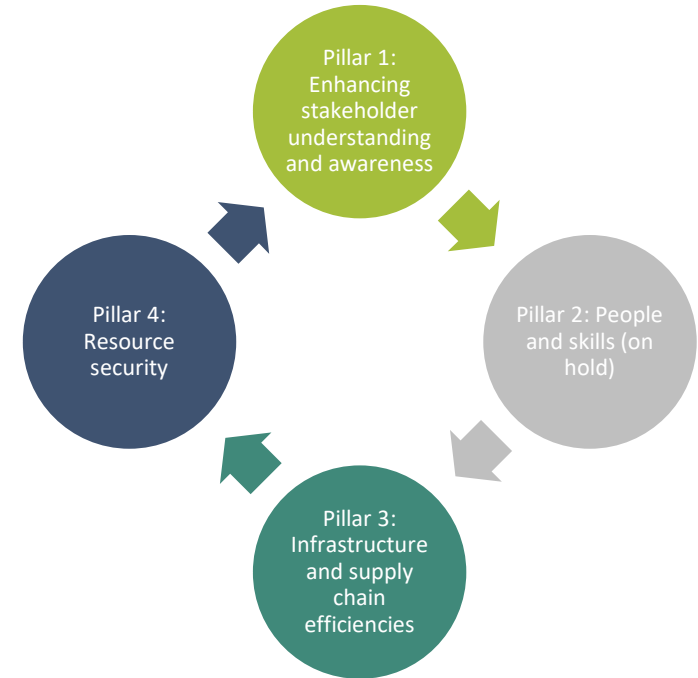 Pillar 1:
Enhancing
stakeholder
understanding
and awareness
Pillar 2: People
and skills (on
hold)
Pillar 3:
Infrastructure
and supply
chain
efficiencies
Pillar 4:
Resource
security